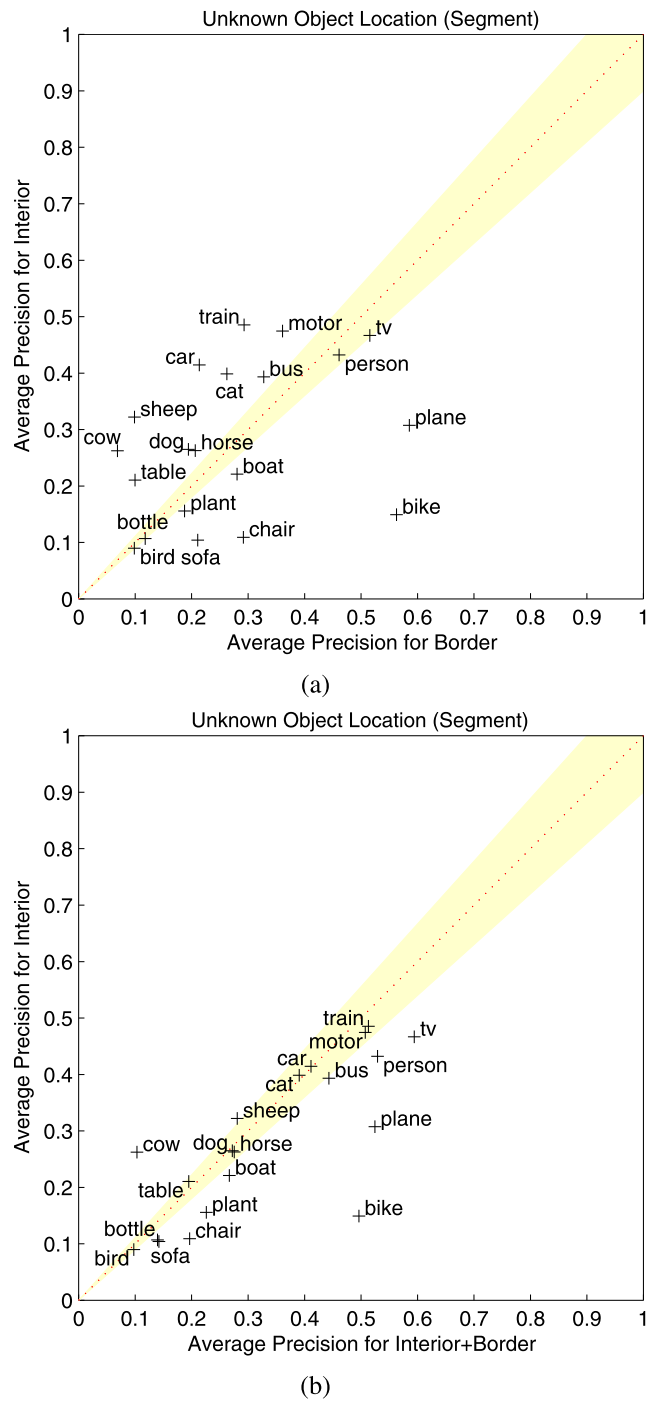 Unknown Object Location (Segment)
1
0.9
0.8
0.7
0.6
0.5
0.4
0.3
0.2
0.1
0
Average Precision for Interior
train
motor
tv
car
bus
person
cat
sheep
plane
cow
dog
horse
table
boat
plant
bike
bottle
chair
bird
sofa
0 0.1 0.2 0.3 0.4 0.5 0.6 0.7 0.8 0.9 1
Average Precision for Border
(a)
Unknown Object Location (Segment)
1
0.9
0.8
0.7
0.6
0.5
0.4
0.3
0.2
0.1
0
Average Precision for Interior
train
tv
motor
car
bus
person
cat
sheep
plane
cow
dog
horse
boat
table
plant
bike
bottle
chair
bird
sofa
0 0.1 0.2 0.3 0.4 0.5 0.6 0.7 0.8 0.9 1
Average Precision for Interior+Border
(b)